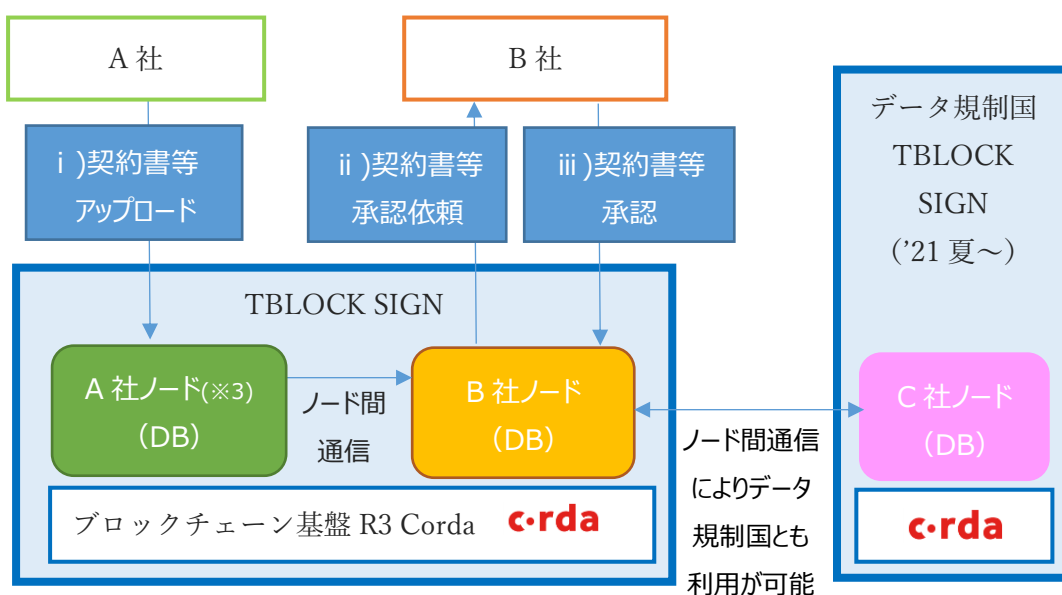 A 社
B 社
ⅰ)契約書等
アップロード
ⅱ)契約書等
承認依頼
ⅲ)契約書等
承認
データ規制国
TBLOCK
SIGN
（’21 夏～）
TBLOCK SIGN
A 社ノード(※3)
（DB）
ノード間
通信
B 社ノード
（DB）
ノード間通信
によりデータ
規制国とも
利用が可能
C 社ノード
（DB）
ブロックチェーン基盤 R3 Corda
c·rda
c·rda